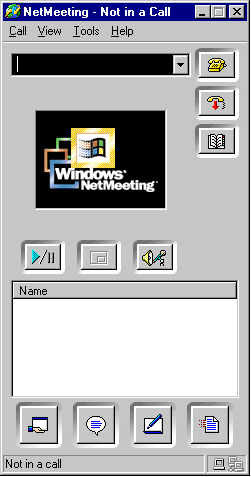 NetMeeting - Not in a Call
Call View Tools Help
Windows
NetMeeting
Name
Not in a call